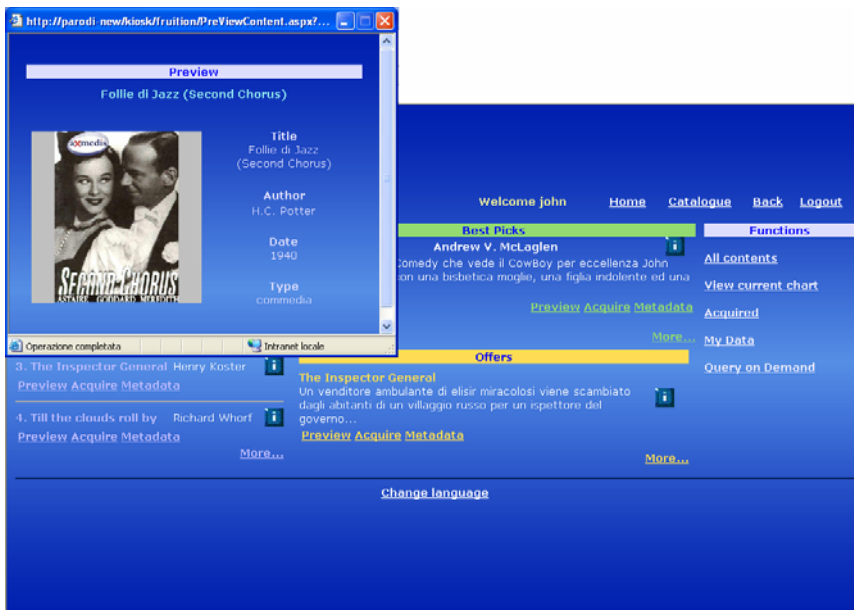 http://parodi-new/kiosk/fruition/PreViewContent.aspx?...
Preview
Follie di Jazz (Second Chorus)
axmedis
SECOND CHORUS
ASTAIRE GODDARD MEREDITH
Title
Follie di Jazz
(Second Chorus)
Author
H.C. Potter
Date
1940
Type
commedia
Operazione completata
Intranet locale
Welcome john
Home Catalogue Back Logout
3. The Inspector General Henry Koster
Preview Acquire Metadata
4. Till the clouds roll by Richard Whorf
Preview Acquire Metadata
More...
Best Picks
Andrew V. McLaglen
Comedy che vede il CowBoy per eccellenza John
con una bisbetica moglie, una figlia indolente ed una
Preview Acquire Metadata
More...
Offers
The Inspector General
Un venditore ambulante di elisir miracolosi viene scambiato
dagli abitanti di un villaggio russo per un ispettore del
governo...
Preview Acquire Metadata
More...
Functions
All contents
View current chart
Acquired
My Data
Query on Demand
Change language